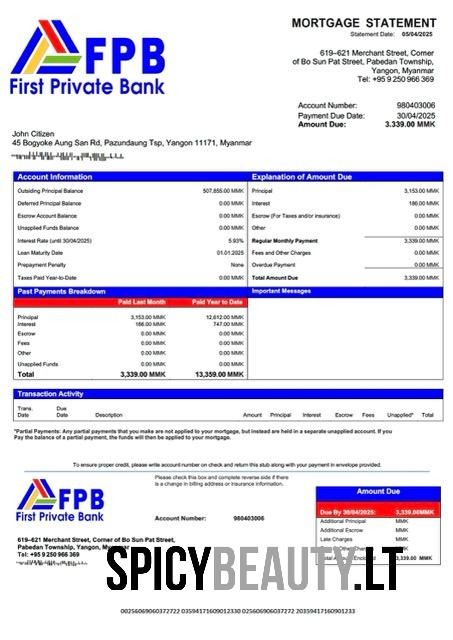 FPB
First Private Bank
MORTGAGE STATEMENT
Statement Date: 05/04/2025
619–621 Merchant Street, Corner
of Bo Sun Pat Street, Pabedan Township,
Yangon, Myanmar
Tel: +95 9 250 966 369
Account Number: 980403006
Payment Due Date: 30/04/2025
Amount Due: 3.339.00 MMK
John Citizen
45 Bogyoke Aung San Rd, Pazundaung Tsp, Yangon 11171, Myanmar
Account Information
Outsiding Principal Balance 507,855.00 MMK
Deferred Principal Balance 0.00 MMK
Escrow Account Balance 0.00 MMK
Unapplied Funds Balance 0.00 MMK
Interest Rate (until 30/04/2025) 5.93%
Loan Maturity Date 01.01.2025
Prepayment Penalty None
Taxes Paid Year-to-Date 0.00 MMK
Explanation of Amount Due
Principal 3,153.00 MMK
Interest 186.00 MMK
Escrow (For Taxes and/or insurance) 0.00 MMK
Other 0.00 MMK
Regular Monthly Payment 3,339.00 MMK
Fees and Other Charges 0.00 MMK
Overdue Payment 0.00 MMK
Total Amount Due 3,339.00 MMK
Past Payments Breakdown
Paid Last Month Paid Year to Date
Principal 3,153.00 MMK 12,612.00 MMK
Interest 186.00 MMK 747.00 MMK
Escrow 0.00 MMK 0.00 MMK
Fees 0.00 MMK 0.00 MMK
Other 0.00 MMK 0.00 MMK
Unapplied Funds 0.00 MMK 0.00 MMK
Total 3,339.00 MMK 13,359.00 MMK
Important Messages
Transaction Activity
Trans. Date Due Date Description Amount Principal Interest Escrow Fees Unapplied* Total
*Partial Payments: Any partial payments that you make are not applied to your mortgage, but instead are held in a separate unapplied account. If you
Pay the balance of a partial payment, the funds will then be applied to your mortgage.
To ensure proper credit, please write account number on check and return this stub along with your payment in envelope provided.
FPB
First Private Bank
Please check this box and complete reverse side if there
is a change in billing address or insurance information.
Account Number: 980403006
619–621 Merchant Street, Corner of Bo Sun Pat Street,
Pabedan Township, Yangon,
Tel: +95 9 250 966 369
Amount Due
Due By 30/04/2025: 3,339.00MMK
Additional Principal MMK
Additional Escrow MMK
Late Charges MMK
MMK
3,339.00 MMK
SPICYBEAUTY.LT
00256069060372722 20359417160901233​0 0256069060372722 20359417160901233